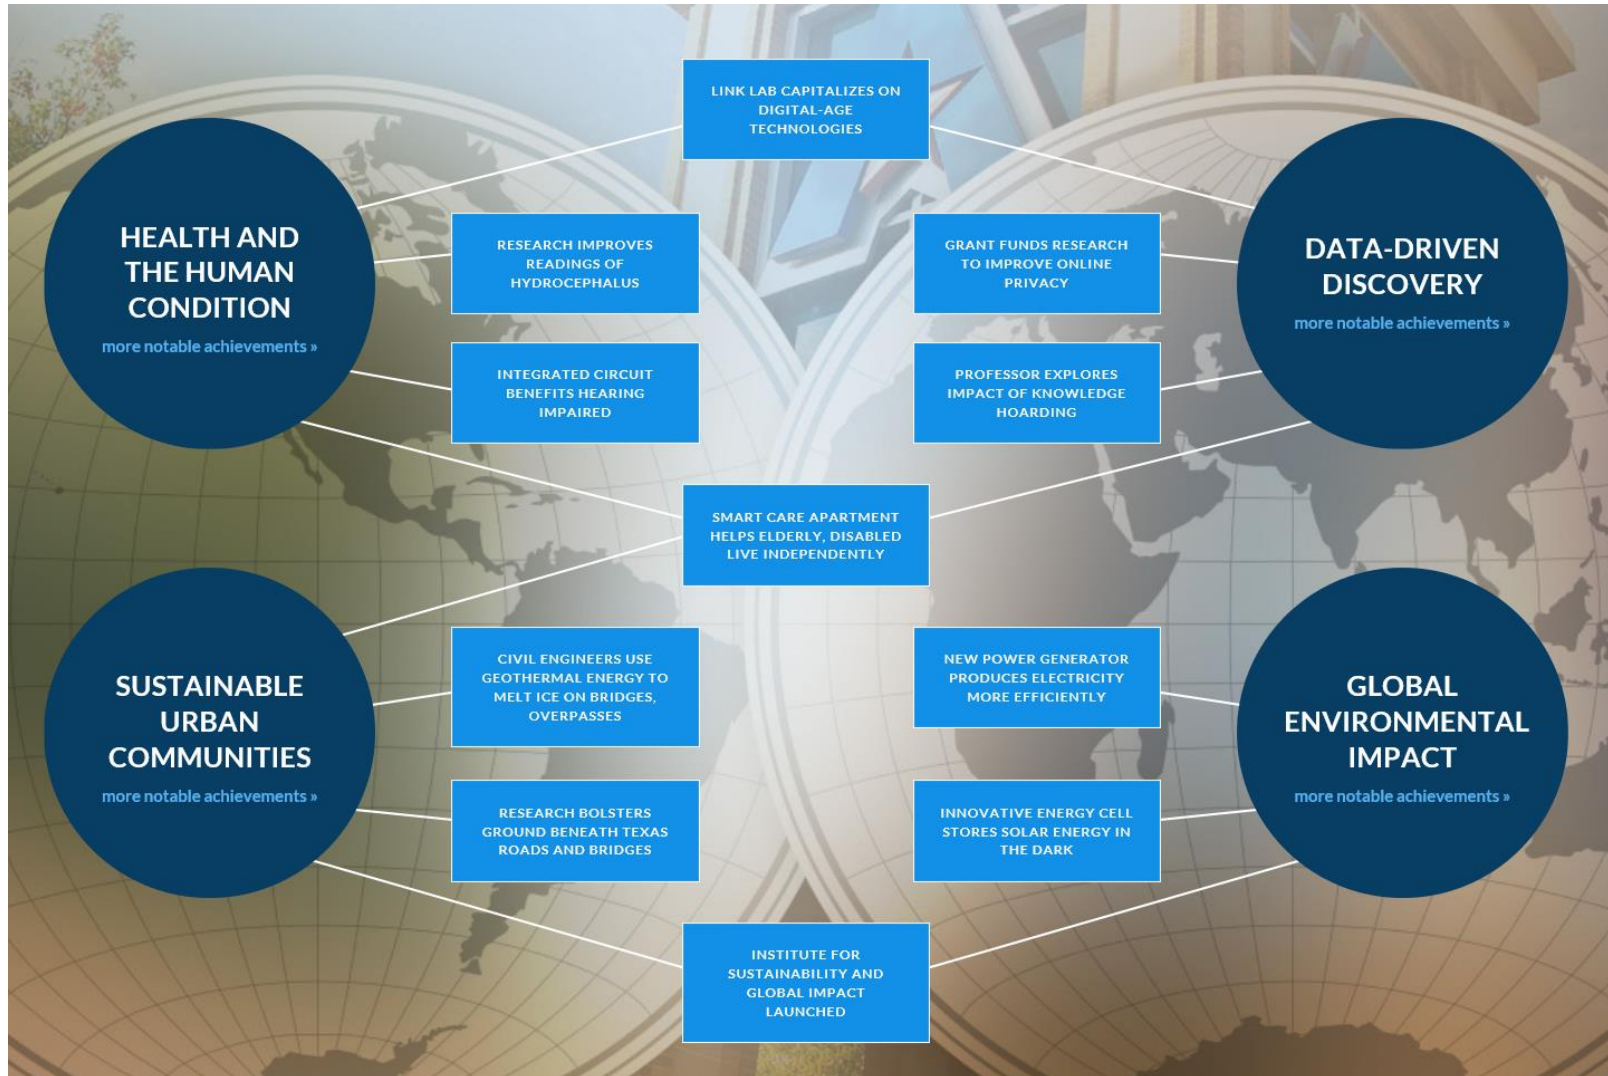 LINK LAB CAPITALIZES ON
DIGITAL-AGE
TECHNOLOGIES
HEALTH AND
THE HUMAN
CONDITION
more notable achievements »
RESEARCH IMPROVES
READINGS OF
HYDROCEPHALUS
GRANT FUNDS RESEARCH
TO IMPROVE ONLINE
PRIVACY
DATA-DRIVEN
DISCOVERY
more notable achievements »
INTEGRATED CIRCUIT
BENEFITS HEARING
IMPAIRED
PROFESSOR EXPLORES
IMPACT OF KNOWLEDGE
HOARDING
SMART CARE APARTMENT
HELPS ELDERLY, DISABLED
LIVE INDEPENDENTLY
SUSTAINABLE
URBAN
COMMUNITIES
more notable achievements »
CIVIL ENGINEERS USE
GEOTHERMAL ENERGY TO
MELT ICE ON BRIDGES,
OVERPASSES
NEW POWER GENERATOR
PRODUCES ELECTRICITY
MORE EFFICIENTLY
GLOBAL
ENVIRONMENTAL
IMPACT
more notable achievements »
RESEARCH BOLSTERS
GROUND BENEATH TEXAS
ROADS AND BRIDGES
INNOVATIVE ENERGY CELL
STORES SOLAR ENERGY IN
THE DARK
INSTITUTE FOR
SUSTAINABILITY AND
GLOBAL IMPACT
LAUNCHED